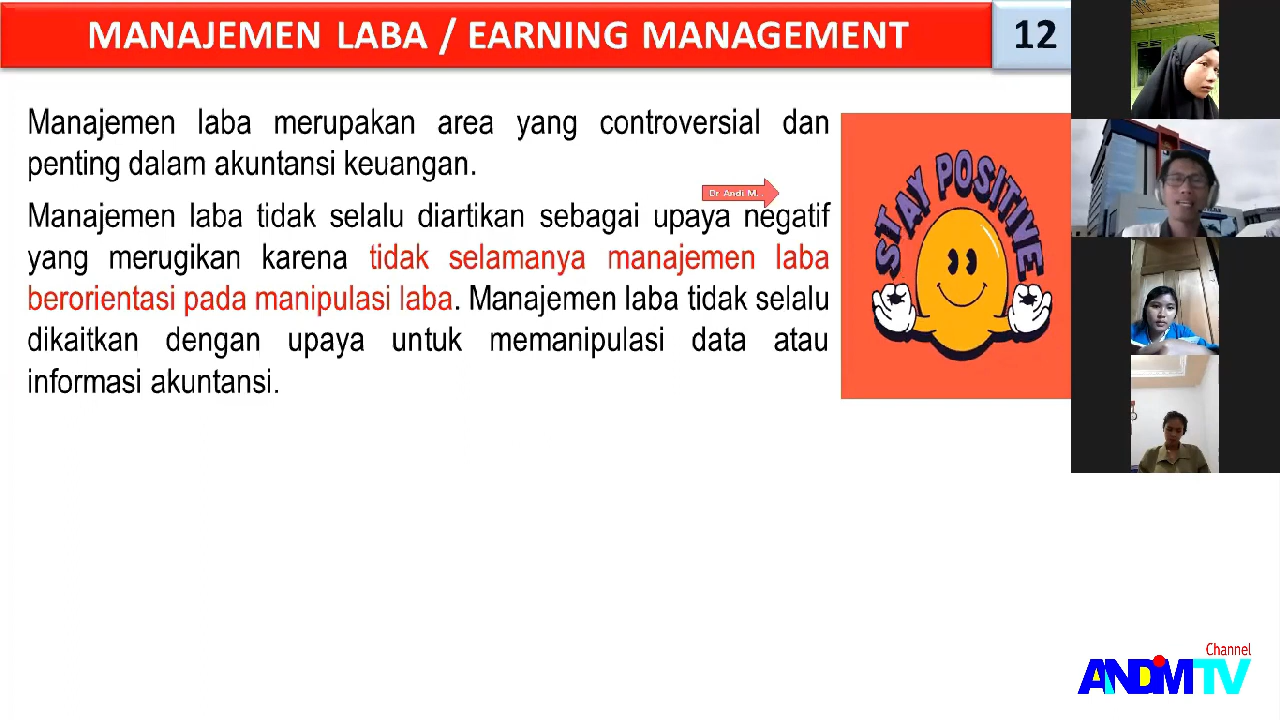 MANAJEMEN LABA / EARNING MANAGEMENT
12
Manajemen laba merupakan area yang controversial dan
penting dalam akuntansi keuangan.
Dr Andi M...
Manajemen laba tidak selalu diartikan sebagai upaya negatif
yang merugikan karena tidak selamanya manajemen laba
berorientasi pada manipulasi laba. Manajemen laba tidak selalu
dikaitkan dengan upaya untuk memanipulasi data atau
informasi akuntansi.
STAY POSITIVE
Channel
ANDIMTV